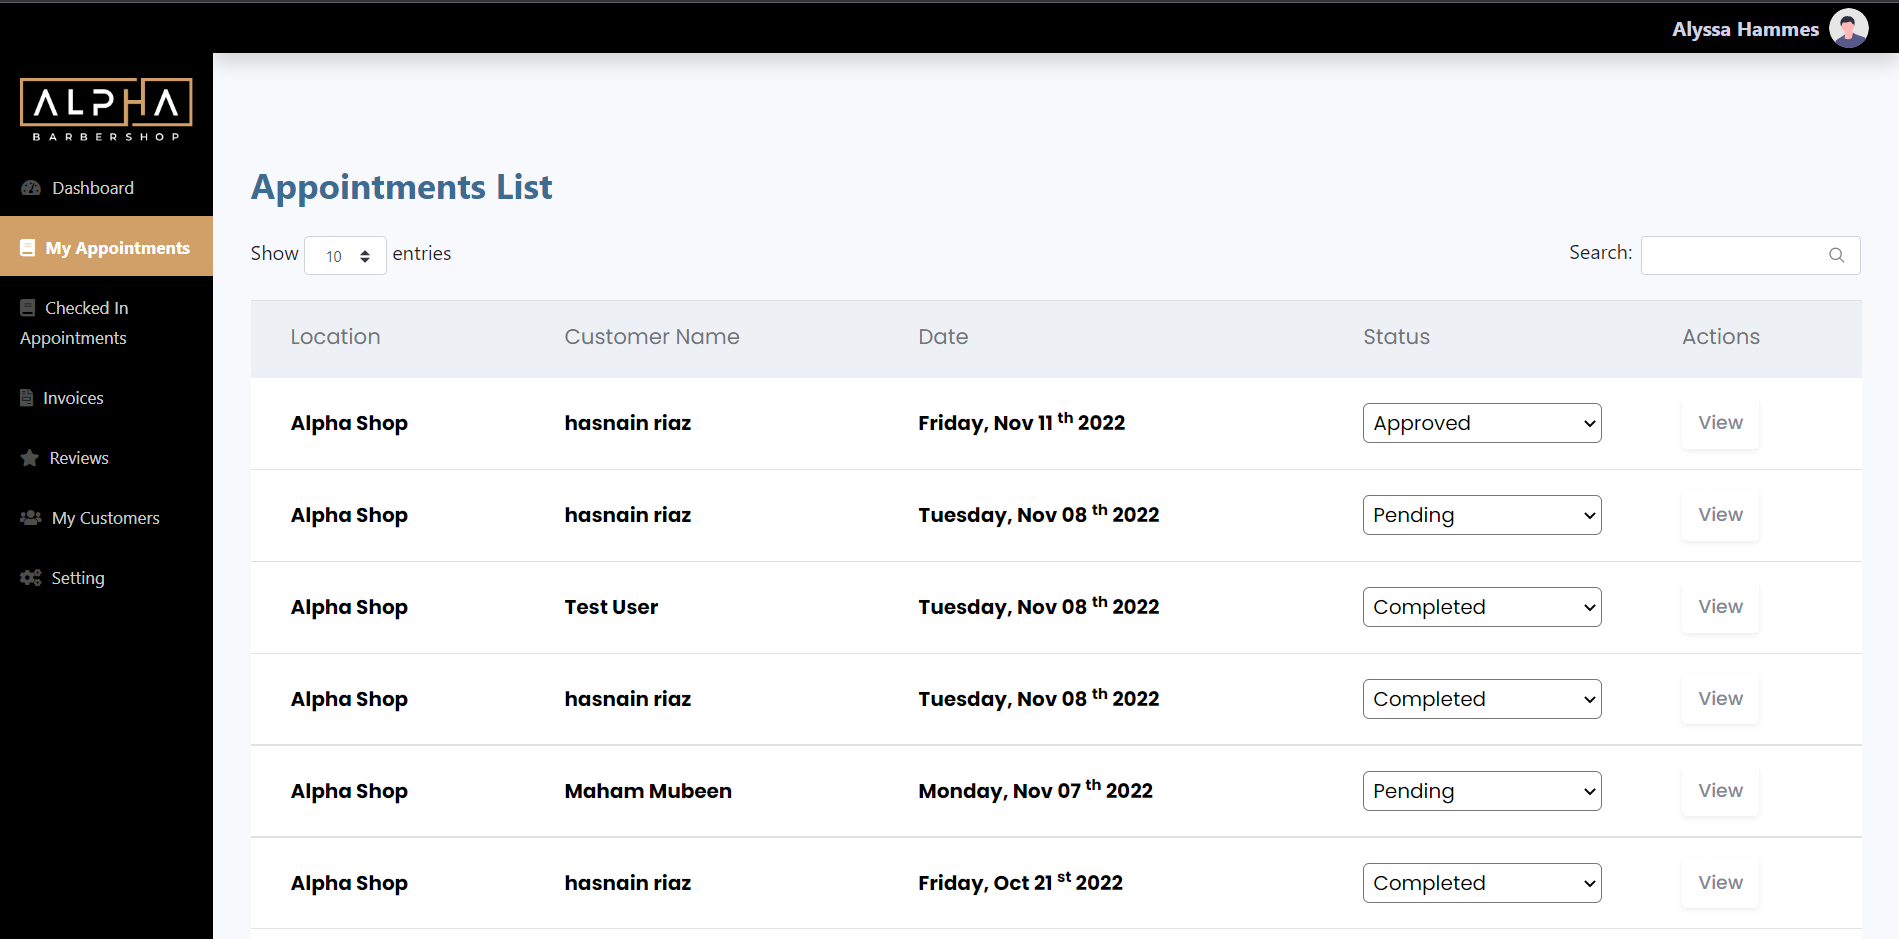 Alyssa Hammes
ALPHA
BARBERSHOP
Dashboard
My Appointments
Checked In
Appointments
Invoices
Reviews
My Customers
Setting
Appointments List
Show 10 entries
Search:
Location Customer Name Date Status Actions
Alpha Shop hasnain riaz Friday, Nov 11 th 2022 Approved View
Alpha Shop hasnain riaz Tuesday, Nov 08 th 2022 Pending View
Alpha Shop Test User Tuesday, Nov 08 th 2022 Completed View
Alpha Shop hasnain riaz Tuesday, Nov 08 th 2022 Completed View
Alpha Shop Maham Mubeen Monday, Nov 07 th 2022 Pending View
Alpha Shop hasnain riaz Friday, Oct 21 st 2022 Completed View